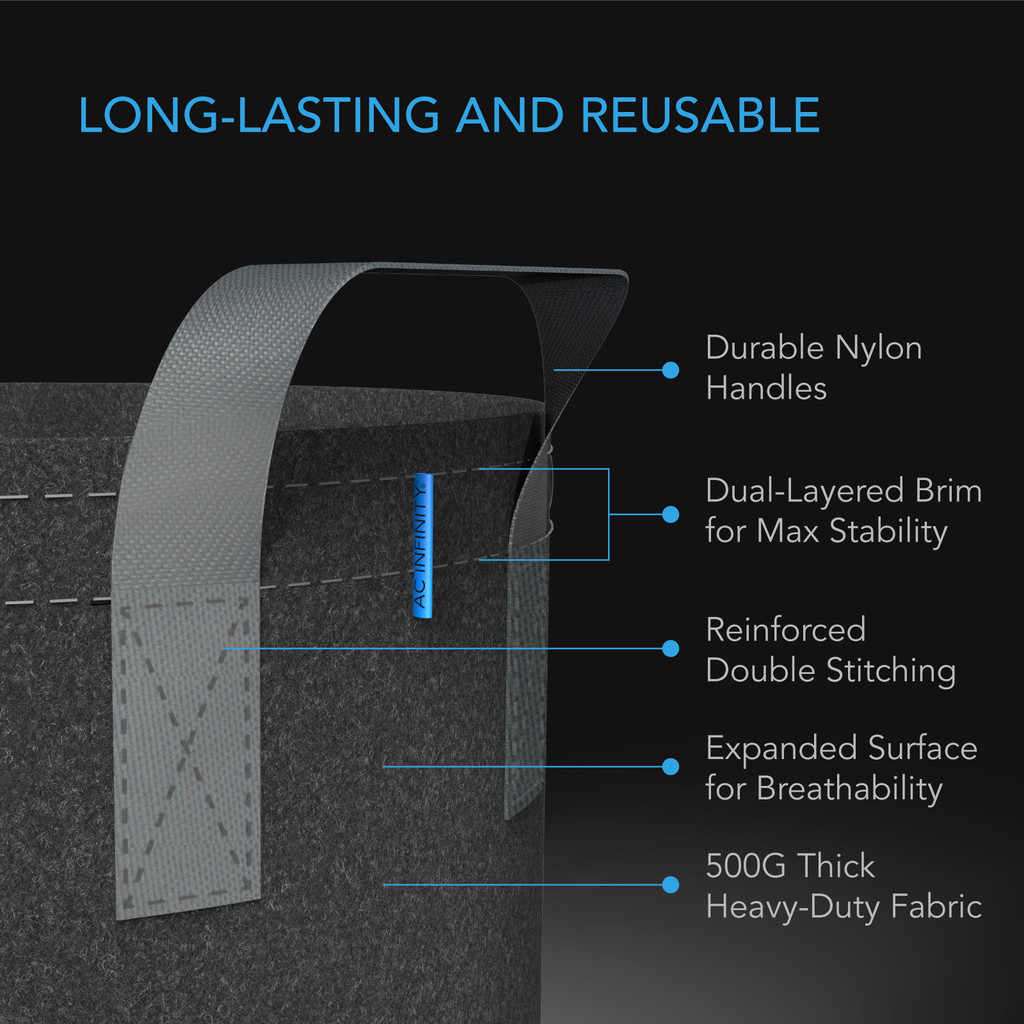 LONG-LASTING AND REUSABLE
Durable Nylon
Handles
Dual-Layered Brim
for Max Stability
AC INFINITY®
Reinforced
Double Stitching
Expanded Surface
for Breathability
500G Thick
Heavy-Duty Fabric